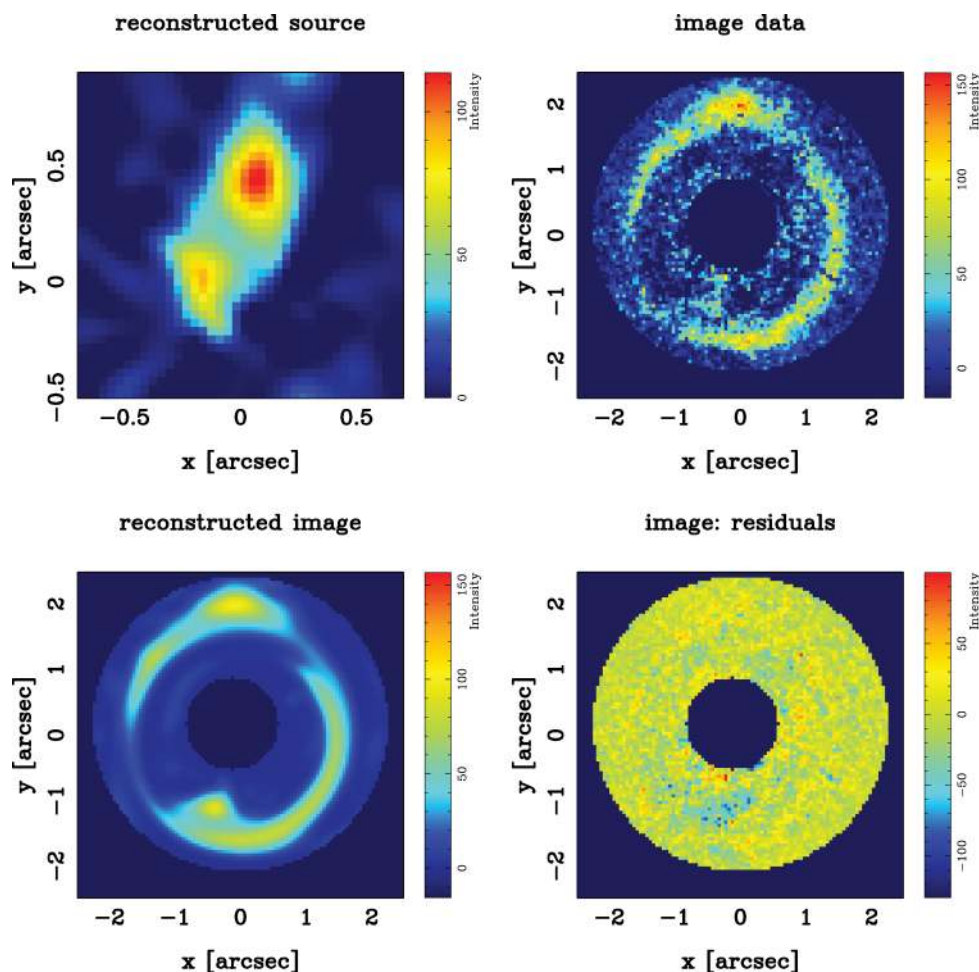 reconstructed source
image data
Intensity
0 50 100
y [arcsec]
−0.5 0 0.5
−0.5 0 0.5
x [arcsec]
Intensity
0 50 100 150
y [arcsec]
−2 −1 0 1 2
−2 −1 0 1 2
x [arcsec]
reconstructed image
image: residuals
Intensity
0 50 100 150
y [arcsec]
−2 −1 0 1 2
−2 −1 0 1 2
x [arcsec]
Intensity
−100 −50 0 50
y [arcsec]
−2 −1 0 1 2
−2 −1 0 1 2
x [arcsec]